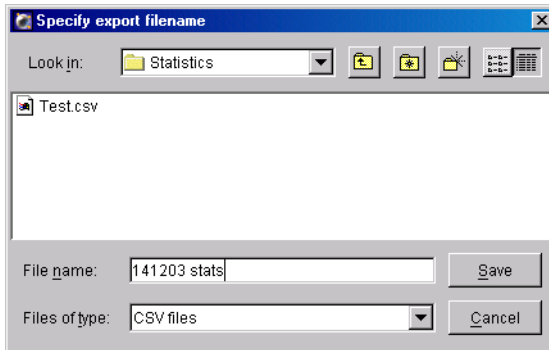 Specify export filename
Look in: Statistics
Test.csv
File name: 141203 stats Save
Files of type: CSV files Cancel